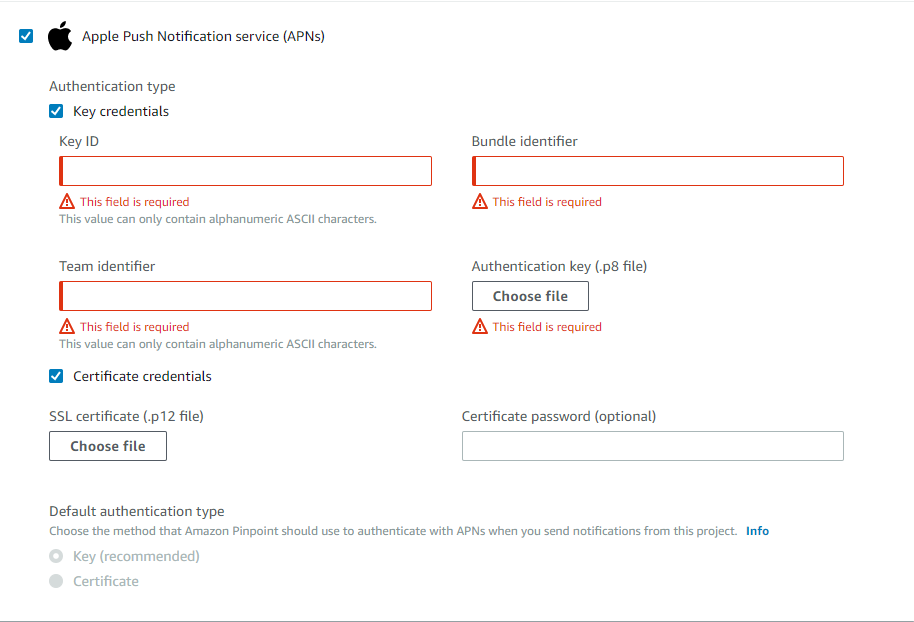 Apple Push Notification service (APNs)
Authentication type
Key credentials
Key ID
Bundle identifier
This field is required
This field is required
This value can only contain alphanumeric ASCII characters.
Team identifier
Authentication key (.p8 file)
Choose file
This field is required
This field is required
This value can only contain alphanumeric ASCII characters.
Certificate credentials
SSL certificate (.p12 file)
Certificate password (optional)
Choose file
Default authentication type
Choose the method that Amazon Pinpoint should use to authenticate with APNs when you send notifications from this project. Info
Key (recommended)
Certificate